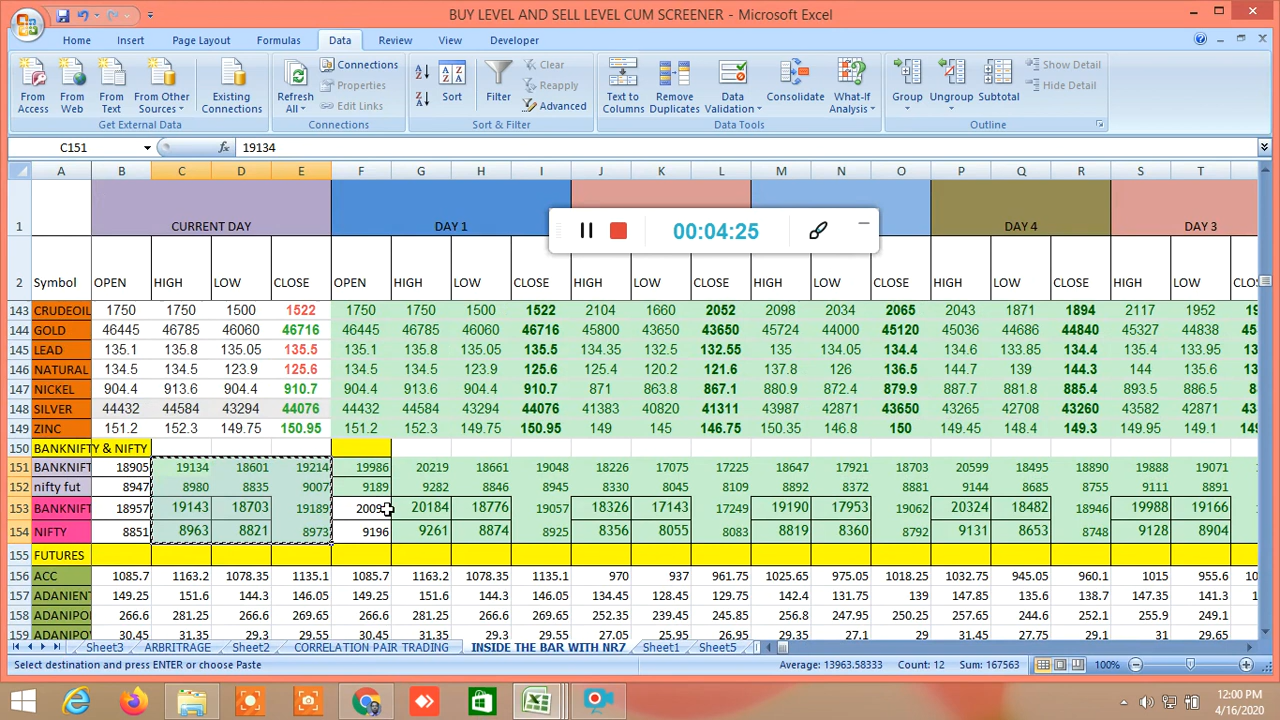 BUY LEVEL AND SELL LEVEL CUM SCREENER - Microsoft Excel
Home Insert Page Layout Formulas Data Review View Developer
From Access
From Web
From Text
From Other Sources
Existing Connections
Get External Data
Refresh All
Connections
Properties
Edit Links
Connections
Sort
Filter
Clear
Reapply
Advanced
Sort & Filter
Text to Columns
Remove Duplicates
Data Validation
Consolidate
What-If Analysis
Data Tools
Group
Ungroup
Subtotal
Show Detail
Hide Detail
Outline
C151 fx 19134
A B C D E F G H I J K L M N O P Q R S T
1 CURRENT DAY DAY 1 DAY 4 DAY 3
00:04:25
2 Symbol OPEN HIGH LOW CLOSE OPEN HIGH LOW CLOSE HIGH LOW CLOSE HIGH LOW CLOSE HIGH LOW CLOSE HIGH LOW CLO
143 CRUDEOIL 1750 1750 1500 1522 1750 1750 1500 1522 2104 1660 2052 2098 2034 2065 2043 1871 1894 2117 1952
144 GOLD 46445 46785 46060 46716 46445 46785 46060 46716 45800 43650 43650 45724 44000 45120 45036 44686 44840 45327 44838 45
145 LEAD 135.1 135.8 135.05 135.5 135.1 135.8 135.05 135.5 134.35 132.5 132.55 135 134.05 134.4 134.6 133.85 134.4 135.4 133.95
146 NATURAL 134.5 134.5 123.9 125.6 134.5 134.5 123.9 125.6 125.4 120.2 121.6 137.8 126 136.5 144.7 139 144.3 144 135.6
147 NICKEL 904.4 913.6 904.4 910.7 904.4 913.6 904.4 910.7 871 863.8 867.1 880.9 872.4 879.9 887.7 881.8 885.4 893.5 886.5
148 SILVER 44432 44584 43294 44076 44432 44584 43294 44076 41383 40820 41311 43987 42871 43650 43265 42708 43260 43838 42851 43
149 ZINC 151.2 152.3 149.75 150.95 151.2 152.3 149.75 150.95 149 145 146.75 150.35 146.8 150 149.45 148.4 149.3 151.95 149.1
150 BANKNIFTY & NIFTY
151 BANKNIFT 18905 19134 18601 19214 19986 20219 18661 19048 18226 17075 17225 18647 17921 18703 20599 18495 18890 19888 19071
152 nifty fut 8947 8980 8835 9007 9189 9282 8846 8945 8330 8045 8109 8892 8372 8881 9144 8685 8755 9111 8891
153 BANKNIF 18957 19143 18703 19189 2009 20184 18776 19057 18326 17143 17249 19190 17953 19062 20324 18482 18946 19988 19166
154 NIFTY 8851 8963 8821 8973 9196 9261 8874 8925 8356 8055 8083 8819 8360 8792 9131 8602 8748 9128 8904
155 FUTURES
156 ACC 1085.7 1163.2 1078.35 1135.1 1085.7 1163.2 1078.35 1135.1 970 937 961.75 1025.65 975.05 1018.25 1032.75 945.05 960.1 1015 955.6
157 ADANIENT 149.25 151.6 144.3 146.05 149.25 151.6 144.3 146.05 134.45 128.45 129.75 142.4 131.75 139 147.85 135.6 138.7 147.35 141.3
158 ADANIPO 266.6 281.25 266.6 269.65 266.6 281.25 266.6 269.65 252.35 239.45 245.85 256.8 247.95 250.25 257.65 244.6 252.1 252.9 249.1
159 ADANIPO 30.45 31.35 29.3 29.55 30.45 31.35 29.3 29.55 27.05 25.95 26.95 27.9 27.1 29 31.45 27.75 28.1 31 29.65
Sheet3 ARBITRAGE Sheet2 CORRELATION PAIR TRADING INSIDE THE BAR WITH NR7 Sheet1 Sheet5
Select destination and press ENTER or choose Paste Average: 13963.58333 Count: 12 Sum: 167563 100%
12:00 PM
4/16/2020